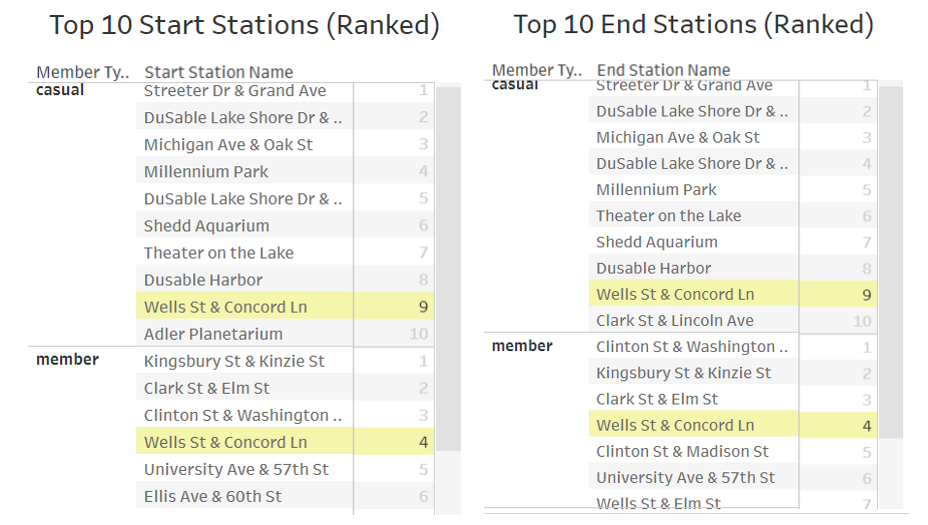 Top 10 Start Stations (Ranked)
Member Ty.. Start Station Name
casual Streeter Dr & Grand Ave 1
DuSable Lake Shore Dr & .. 2
Michigan Ave & Oak St 3
Millennium Park 4
DuSable Lake Shore Dr & .. 5
Shedd Aquarium 6
Theater on the Lake 7
Dusable Harbor 8
Wells St & Concord Ln 9
Adler Planetarium 10
member Kingsbury St & Kinzie St 1
Clark St & Elm St 2
Clinton St & Washington .. 3
Wells St & Concord Ln 4
University Ave & 57th St 5
Ellis Ave & 60th St 6
Top 10 End Stations (Ranked)
Member Ty.. End Station Name
casual Streeter Dr & Grand Ave 1
DuSable Lake Shore Dr & .. 2
Michigan Ave & Oak St 3
DuSable Lake Shore Dr & .. 4
Millennium Park 5
Theater on the Lake 6
Shedd Aquarium 7
Dusable Harbor 8
Wells St & Concord Ln 9
Clark St & Lincoln Ave 10
member Clinton St & Washington .. 1
Kingsbury St & Kinzie St 2
Clark St & Elm St 3
Wells St & Concord Ln 4
Clinton St & Madison St 5
University Ave & 57th St 6
Wells St & Elm St 7